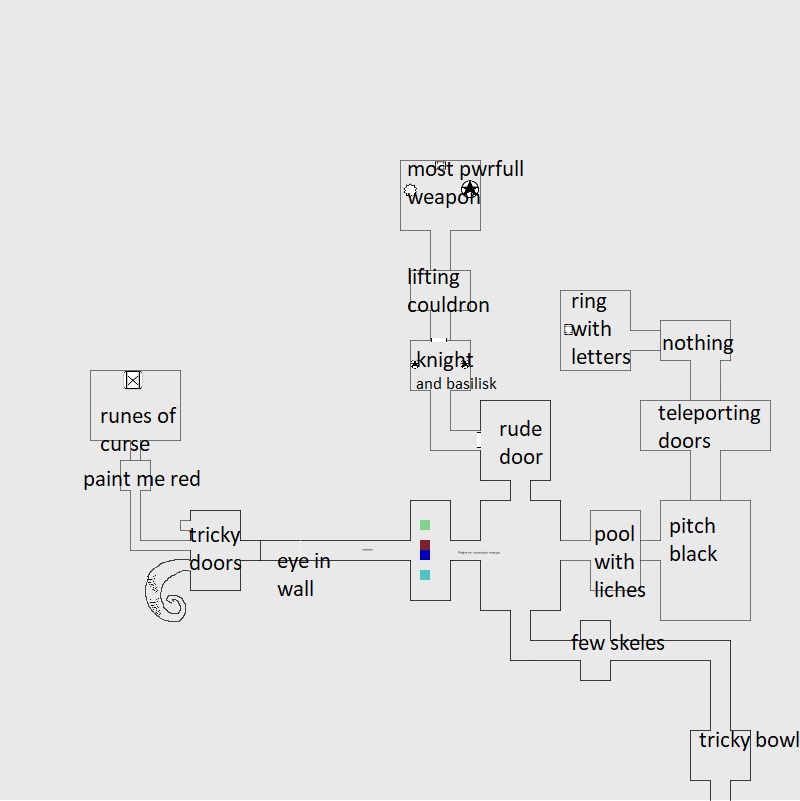 most pwrfull
weapon
lifting
couldron
ring
with
letters
nothing
knight
and basilisk
runes of
curse
teleporting
doors
rude
door
paint me red
tricky
doors
eye in
wall
pool
with
liches
pitch
black
few skeles
tricky bowl